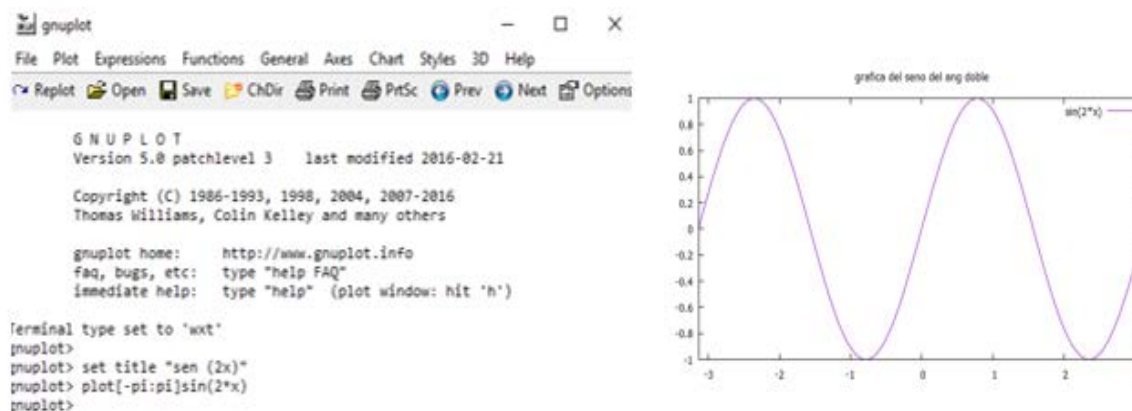 gnuplot
File Plot Expressions Functions General Axes Chart Styles 3D Help
Replot Open Save ChDir Print PrtSc Prev Next Options
G N U P L O T
Version 5.0 patchlevel 3    last modified 2016-02-21
Copyright (C) 1986-1993, 1998, 2004, 2007-2016
Thomas Williams, Colin Kelley and many others
gnuplot home:     http://www.gnuplot.info
faq, bugs, etc:   type "help FAQ"
immediate help:   type "help"  (plot window: hit 'h')
Terminal type set to 'wxt'
gnuplot>
gnuplot> set title "sen (2x)"
gnuplot> plot[-pi:pi]sin(2*x)
gnuplot>
grafica del seno del ang doble
sin(2*x)
1
0.8
0.6
0.4
0.2
0
-0.2
-0.4
-0.6
-0.8
-1
-3 -2 -1 0 1 2